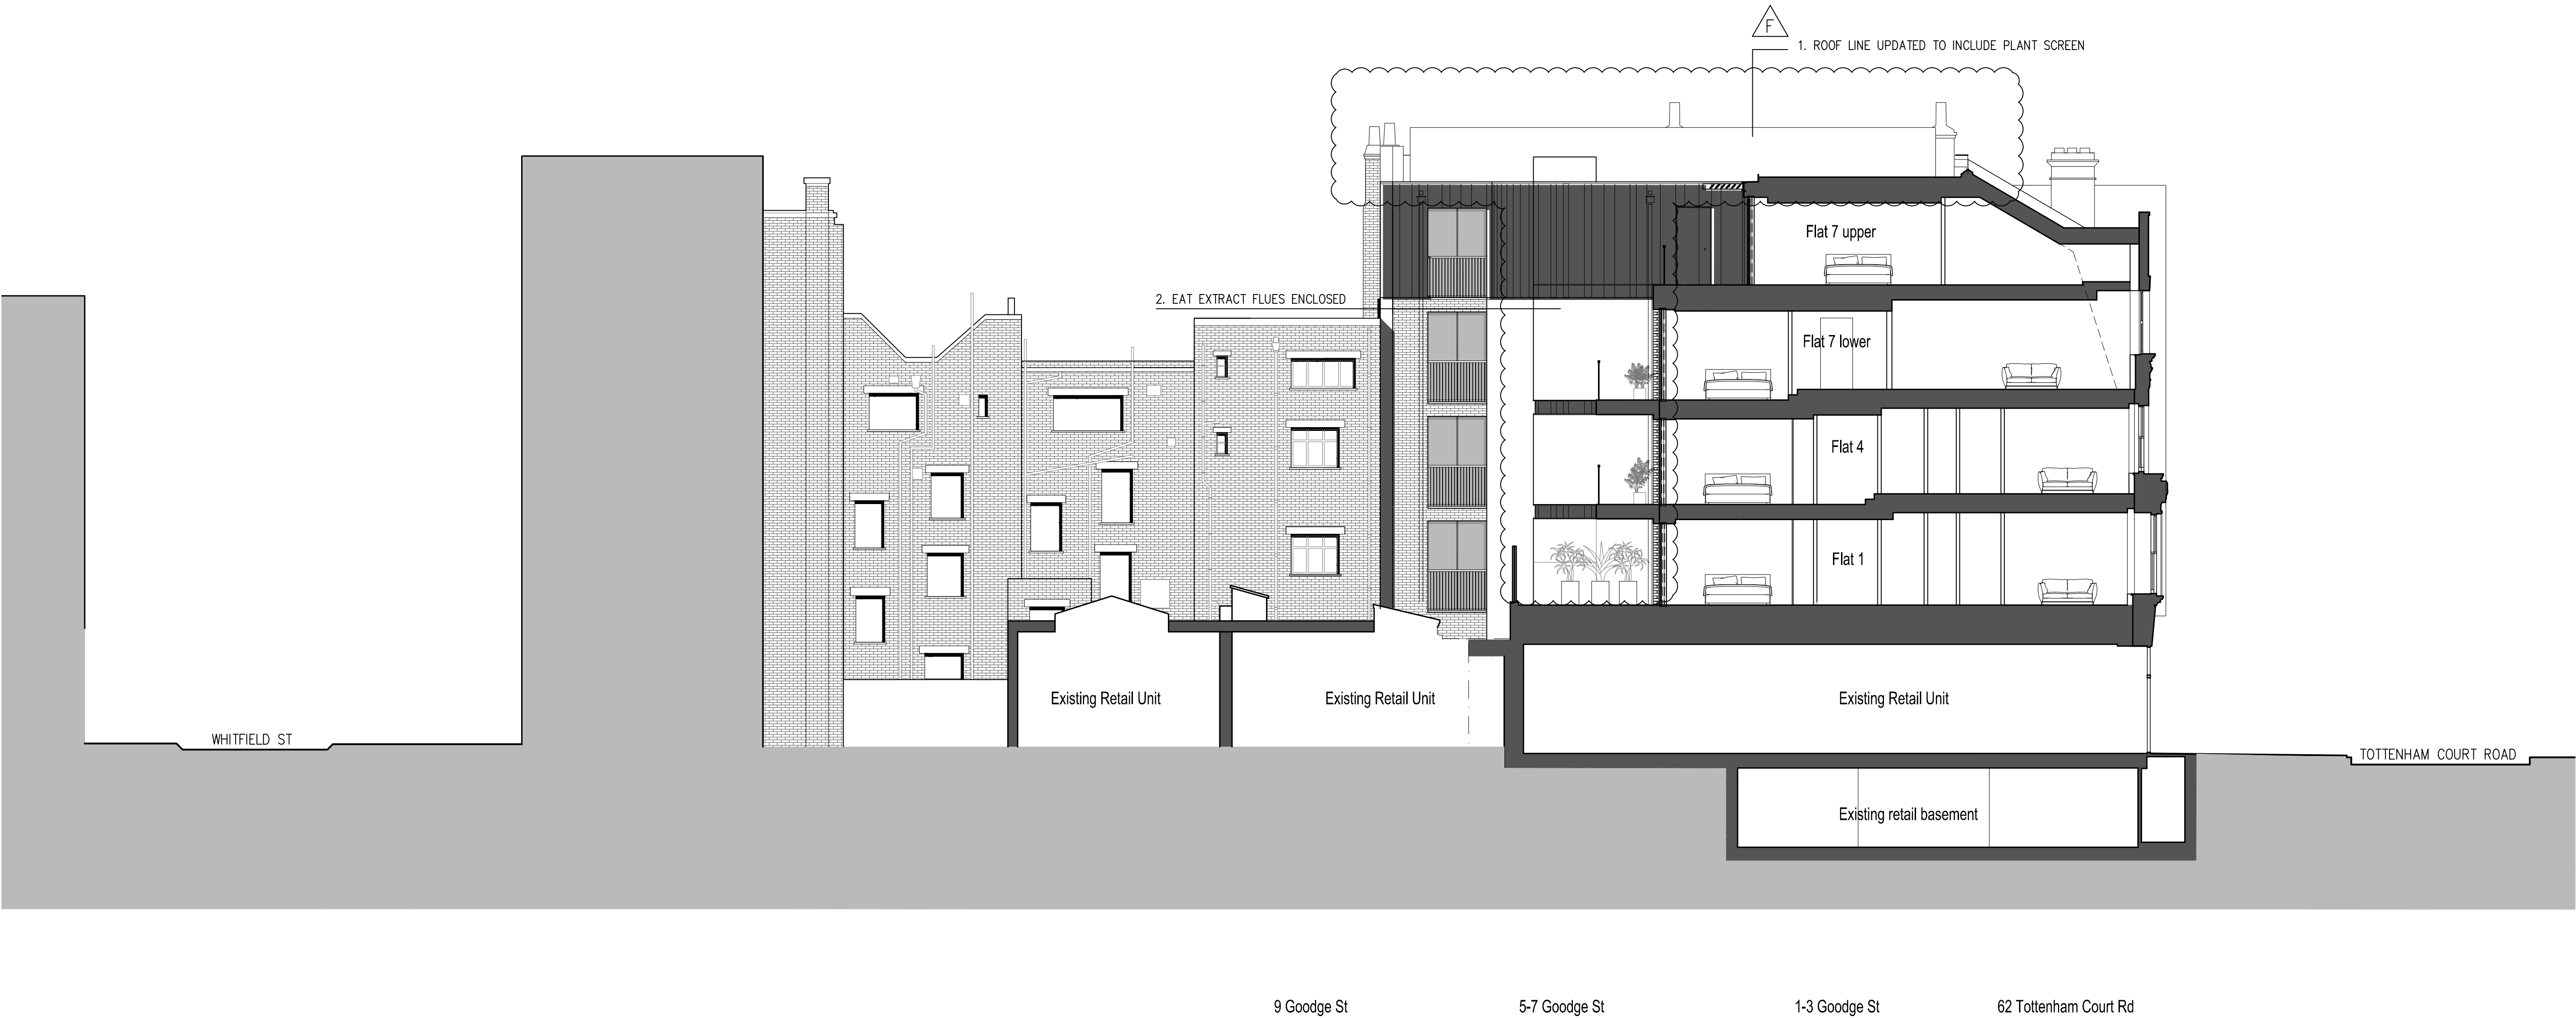 F
1. ROOF LINE UPDATED TO INCLUDE PLANT SCREEN
Flat 7 upper
2. EAT EXTRACT FLUES ENCLOSED
Flat 7 lower
Flat 4
Flat 1
Existing Retail Unit
Existing Retail Unit
Existing Retail Unit
WHITFIELD ST
TOTTENHAM COURT ROAD
Existing retail basement
9 Goodge St
5-7 Goodge St
1-3 Goodge St
62 Tottenham Court Rd